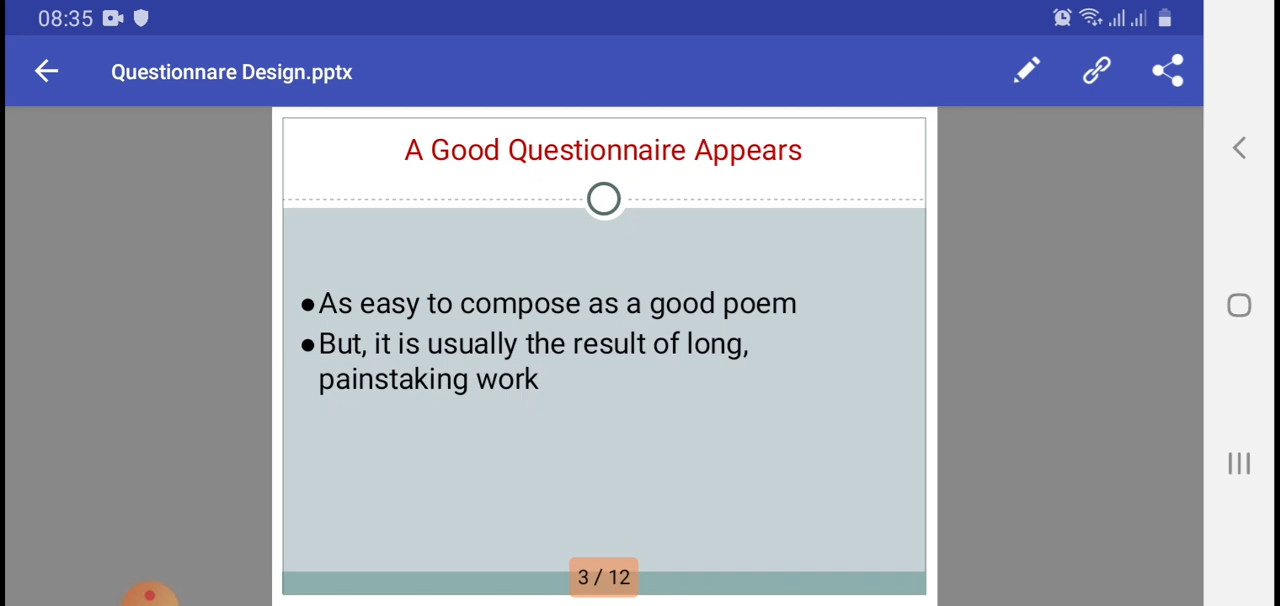 08:35
Questionnare Design.pptx
A Good Questionnaire Appears
●As easy to compose as a good poem
●But, it is usually the result of long,
painstaking work
3 / 12